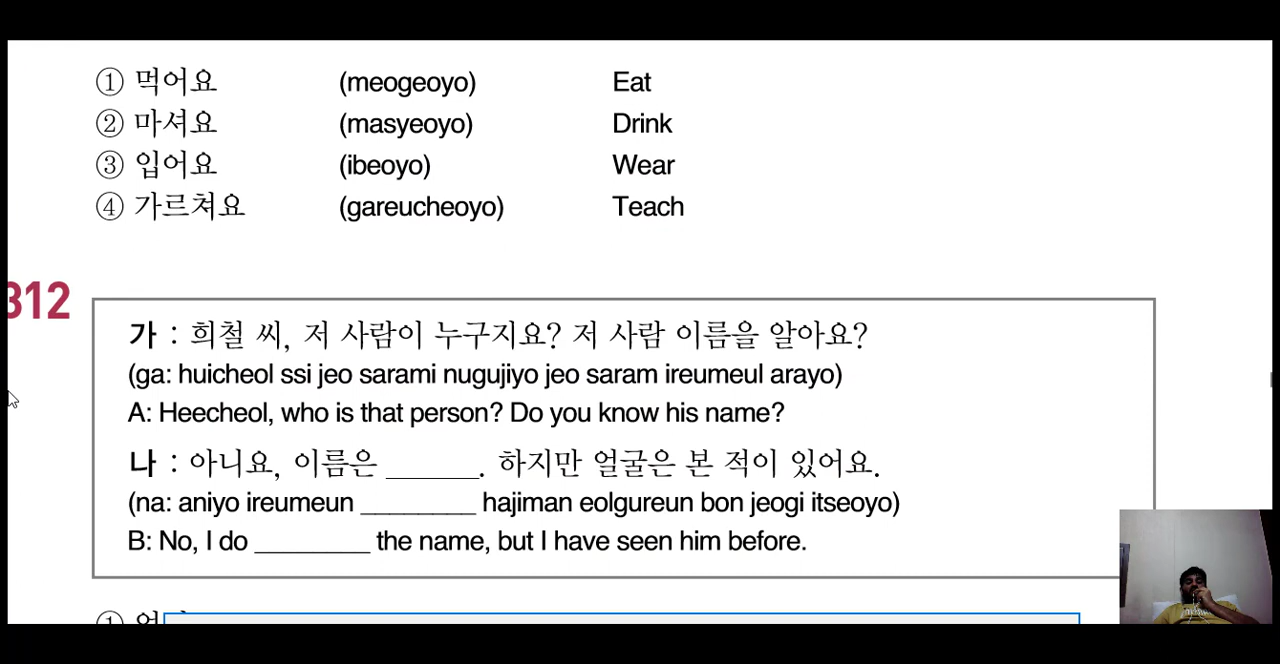 ① 먹어요 (meogeoyo) Eat
② 마셔요 (masyeoyo) Drink
③ 입어요 (ibeoyo) Wear
④ 가르쳐요 (gareucheoyo) Teach
312
가 : 희철 씨, 저 사람이 누구지요? 저 사람 이름을 알아요?
(ga: huicheol ssi jeo sarami nugujiyo jeo saram ireumeul arayo)
A: Heecheol, who is that person? Do you know his name?
나 : 아니요, 이름은 ______. 하지만 얼굴은 본 적이 있어요.
(na: aniyo ireumeun ________ hajiman eolgureun bon jeogi itseoyo)
B: No, I do ________ the name, but I have seen him before.
①